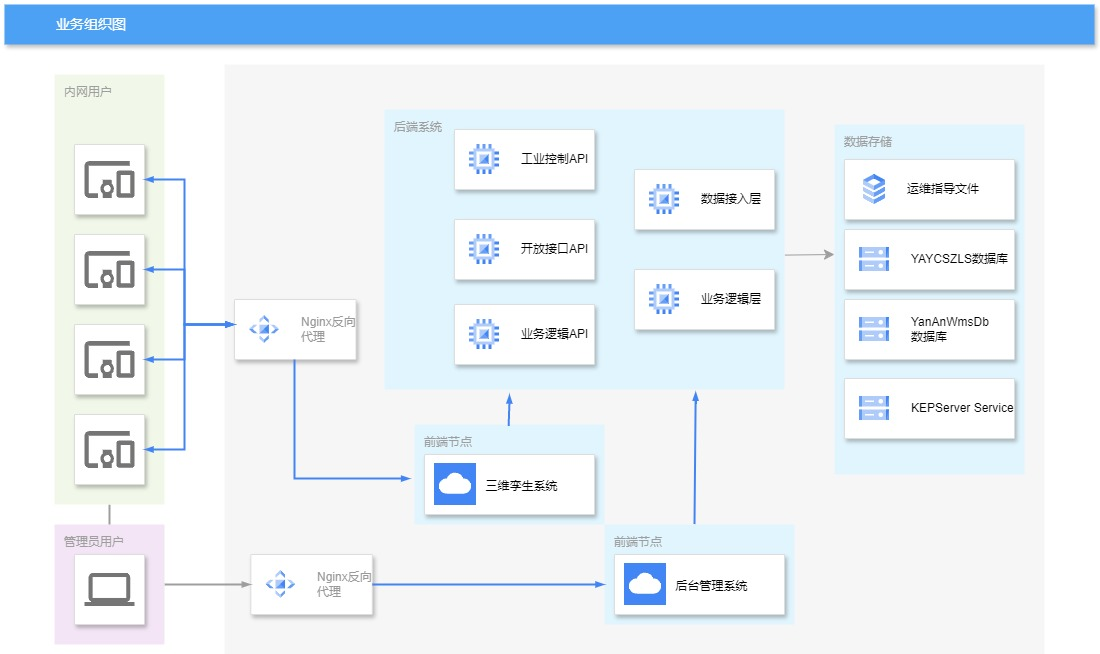 业务组织图
内网用户
后端系统
工业控制API
开放接口API
业务逻辑API
数据接入层
业务逻辑层
数据存储
运维指导文件
YAYCSZLS数据库
YanAnWmsDb
数据库
KEPServer Service
Nginx反向
代理
前端节点
三维孪生系统
管理员用户
Nginx反向
代理
前端节点
后台管理系统